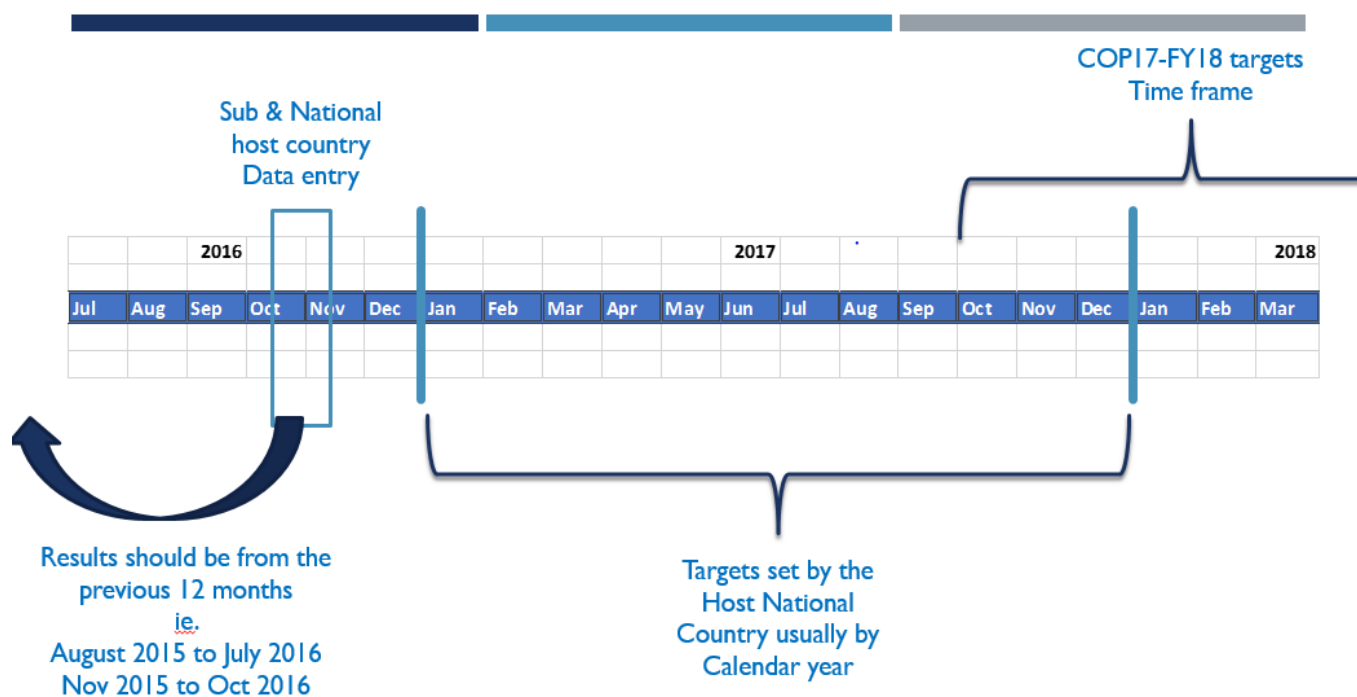 COP17-FY18 targets
Time frame
Sub & National
host country
Data entry
2016 2017 2018
Jul Aug Sep Oct Nov Dec Jan Feb Mar Apr May Jun Jul Aug Sep Oct Nov Dec Jan Feb Mar
Results should be from the
previous 12 months
ie.
August 2015 to July 2016
Nov 2015 to Oct 2016
Targets set by the
Host National
Country usually by
Calendar year